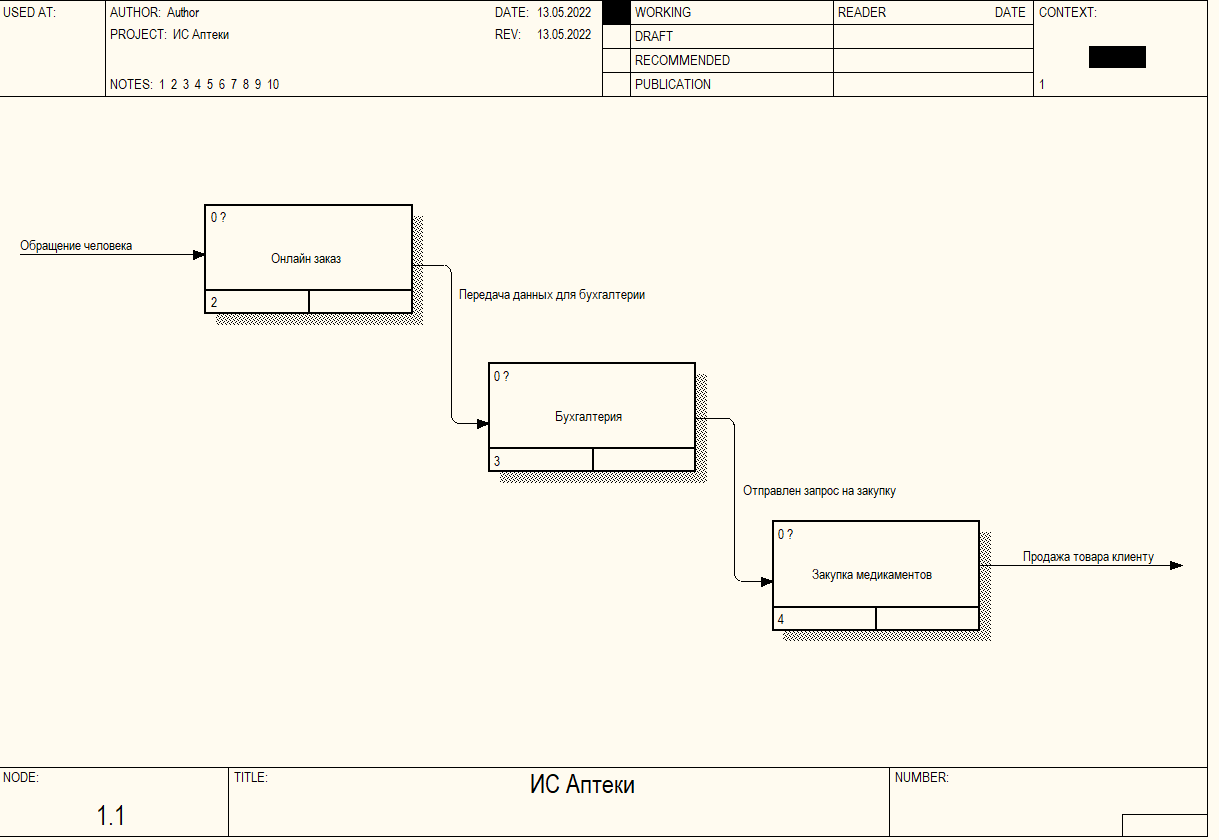 USED AT:
AUTHOR: Author
DATE: 13.05.2022
PROJECT: ИС Аптеки
REV: 13.05.2022
NOTES: 1 2 3 4 5 6 7 8 9 10
WORKING
DRAFT
RECOMMENDED
PUBLICATION
READER DATE
CONTEXT:
1
Обращение человека
0 ?
Онлайн заказ
2
Передача данных для бухгалтерии
0 ?
Бухгалтерия
3
Отправлен запрос на закупку
0 ?
Закупка медикаментов
4
Продажа товара клиенту
NODE:
1.1
TITLE:
ИС Аптеки
NUMBER: